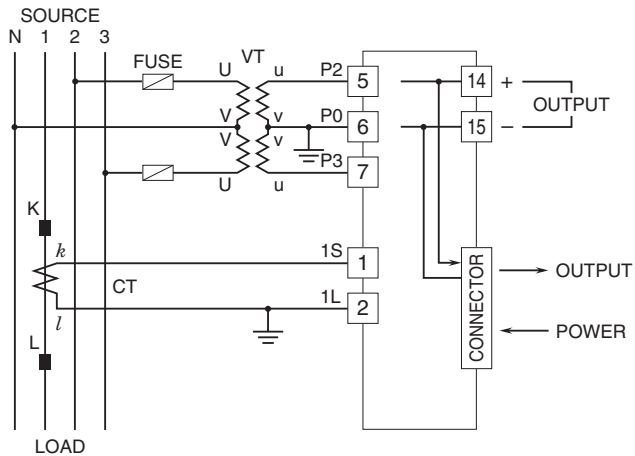 SOURCE
N 1 2 3
FUSE
VT
U
u
P2
5
14
+
OUTPUT
V
v
P0
6
15
–
V
v
P3
7
U
u
K
k
1S
1
CT
1L
2
l
L
CONNECTOR
OUTPUT
POWER
LOAD